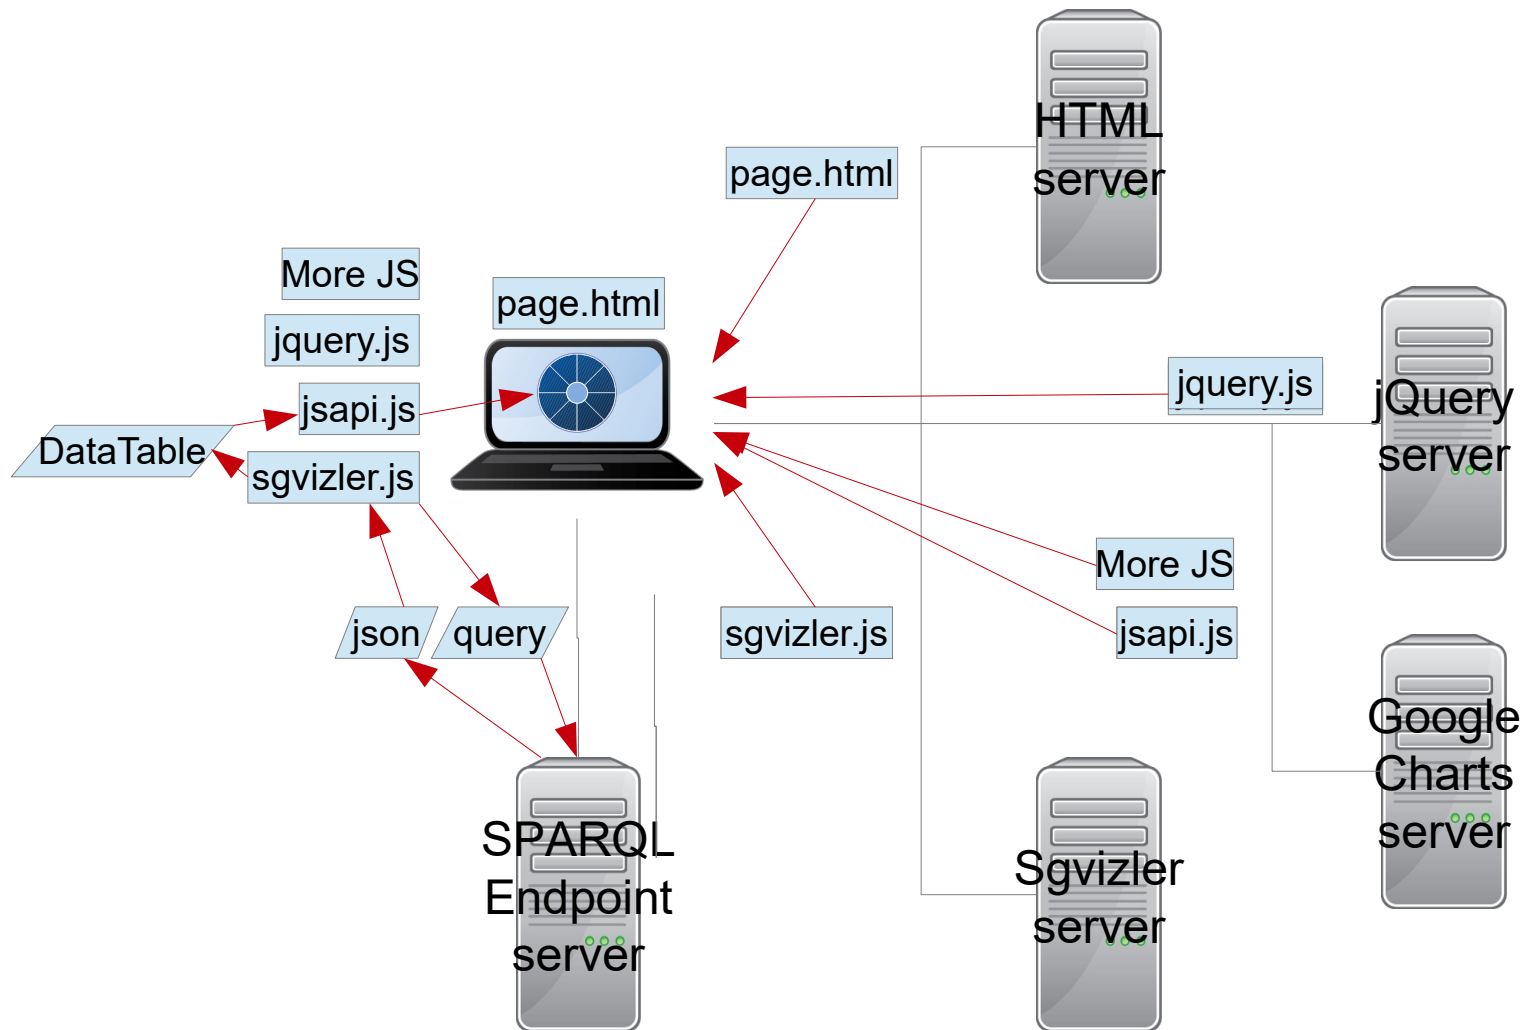 HTML
server
page.html
More JS
page.html
jquery.js
jquery.js
jQuery
server
jsapi.js
DataTable
sgvizler.js
More JS
json
query
sgvizler.js
jsapi.js
Google
Charts
server
SPARQL
Endpoint
server
Sgvizler
server